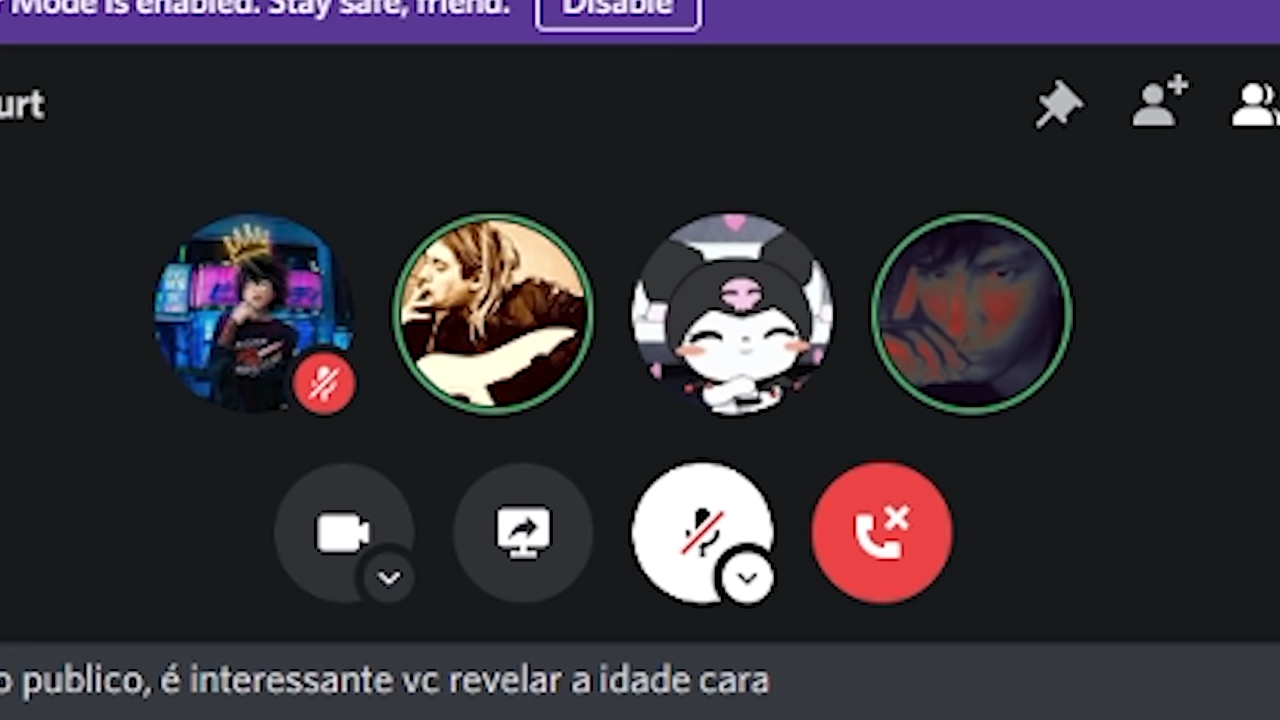 Mode is enabled. Stay safe, friend. Disable
urt
o publico, é interessante vc revelar a idade cara